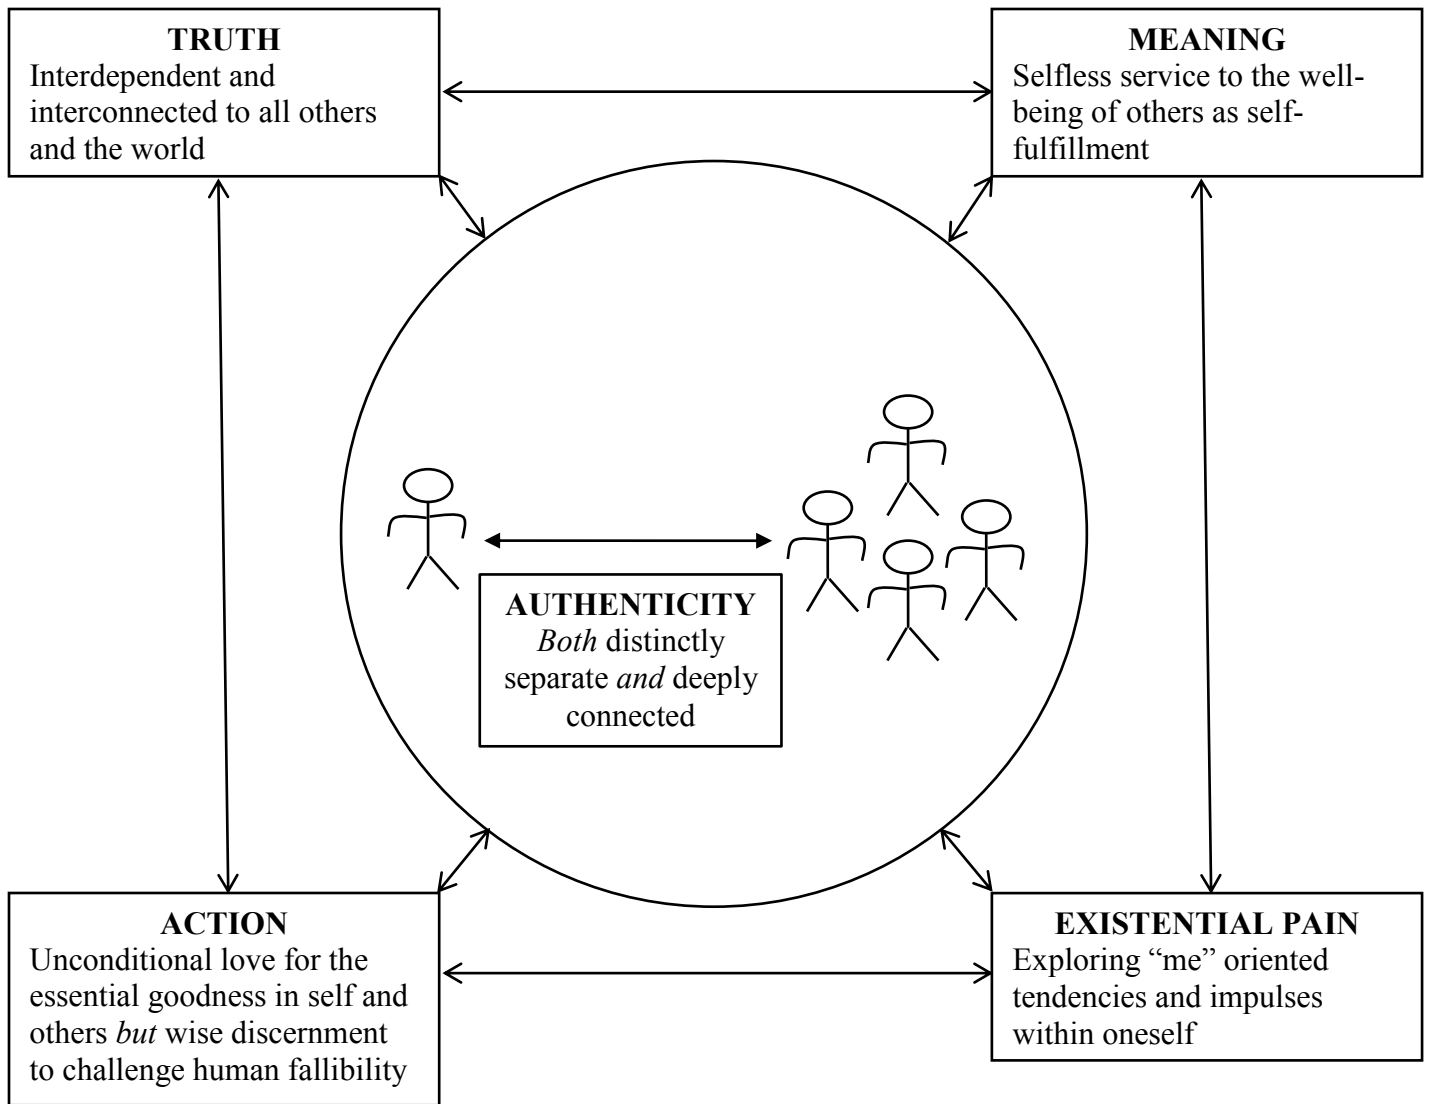 TRUTH
Interdependent and
interconnected to all others
and the world
MEANING
Selfless service to the well-
being of others as self-
fulfillment
AUTHENTICITY
Both distinctly
separate and deeply
connected
ACTION
Unconditional love for the
essential goodness in self and
others but wise discernment
to challenge human fallibility
EXISTENTIAL PAIN
Exploring “me” oriented
tendencies and impulses
within oneself